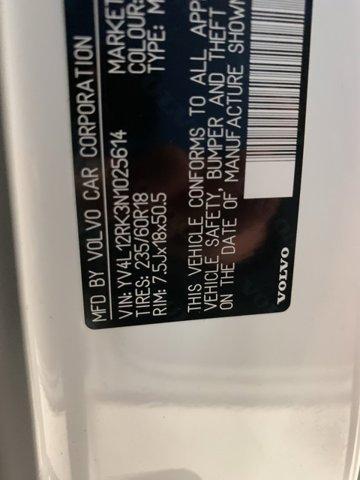 MFD BY VOLVO CAR CORPORATION
VIN: YV4L12RK3N1025614 MARKET
TIRES: 235/60R18 COLOUR:
RIM: 7.5Jx18x50.5 TYPE:
THIS VEHICLE CONFORMS TO ALL
VEHICLE SAFETY, BUMPER AND THEFT
ON THE DATE OF MANUFACTURE SHOWN
VOLVO